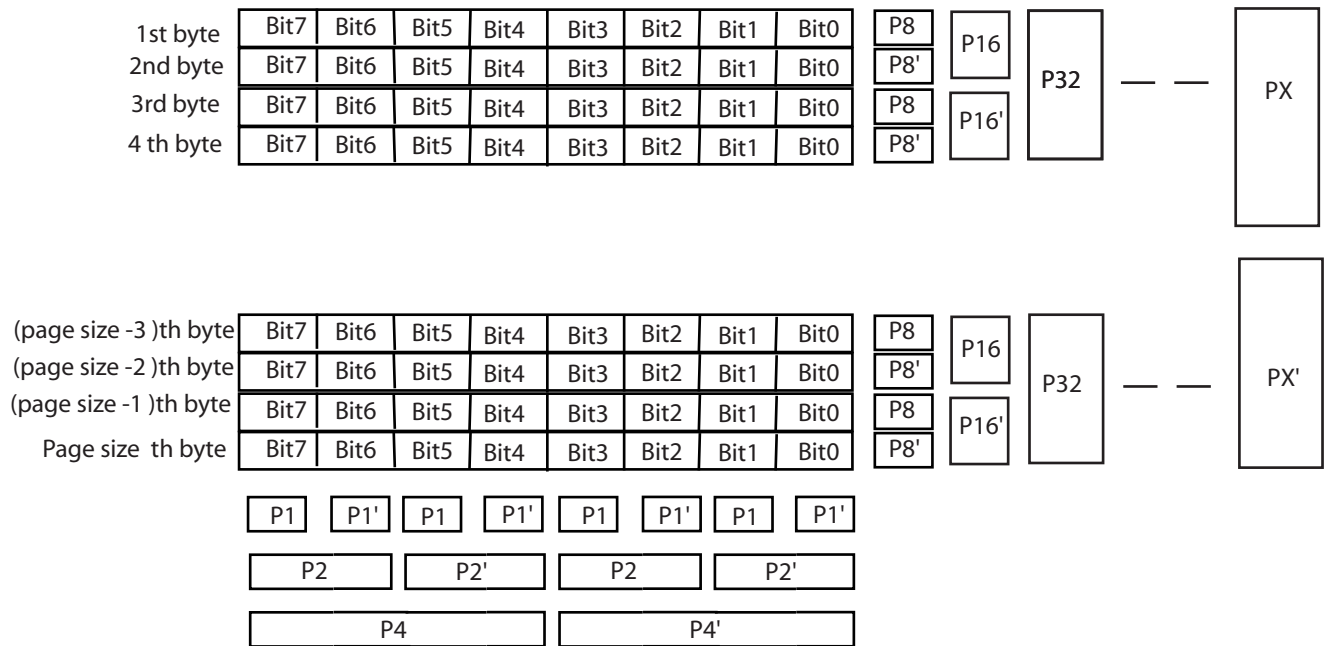 1st byte Bit7 Bit6 Bit5 Bit4 Bit3 Bit2 Bit1 Bit0 P8 P16 P32 — — PX
2nd byte Bit7 Bit6 Bit5 Bit4 Bit3 Bit2 Bit1 Bit0 P8'
3rd byte Bit7 Bit6 Bit5 Bit4 Bit3 Bit2 Bit1 Bit0 P8 P16'
4 th byte Bit7 Bit6 Bit5 Bit4 Bit3 Bit2 Bit1 Bit0 P8'
(page size -3 )th byte Bit7 Bit6 Bit5 Bit4 Bit3 Bit2 Bit1 Bit0 P8 P16 P32 — — PX'
(page size -2 )th byte Bit7 Bit6 Bit5 Bit4 Bit3 Bit2 Bit1 Bit0 P8'
(page size -1 )th byte Bit7 Bit6 Bit5 Bit4 Bit3 Bit2 Bit1 Bit0 P8 P16'
Page size th byte Bit7 Bit6 Bit5 Bit4 Bit3 Bit2 Bit1 Bit0 P8'
P1 P1' P1 P1' P1 P1' P1 P1'
P2 P2' P2 P2'
P4 P4'